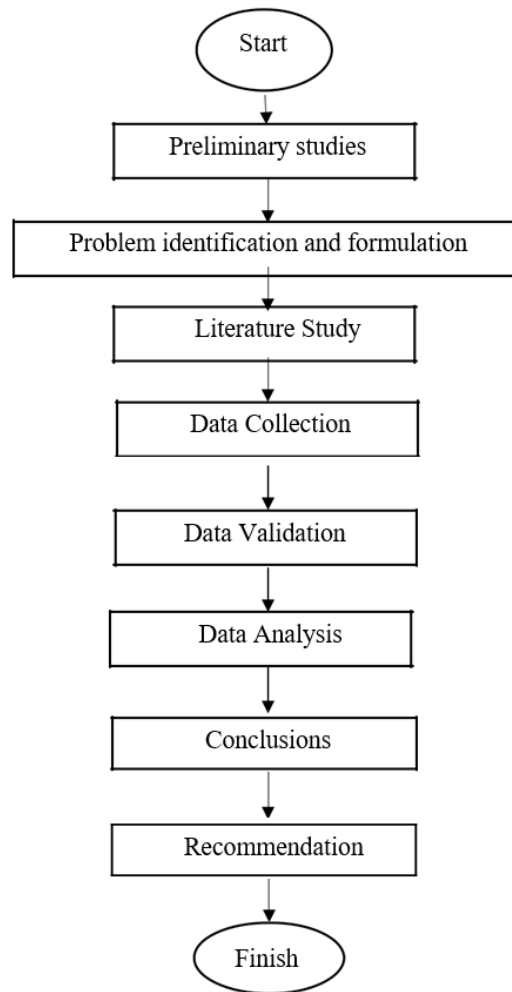 Start
Preliminary studies
Problem identification and formulation
Literature Study
Data Collection
Data Validation
Data Analysis
Conclusions
Recommendation
Finish